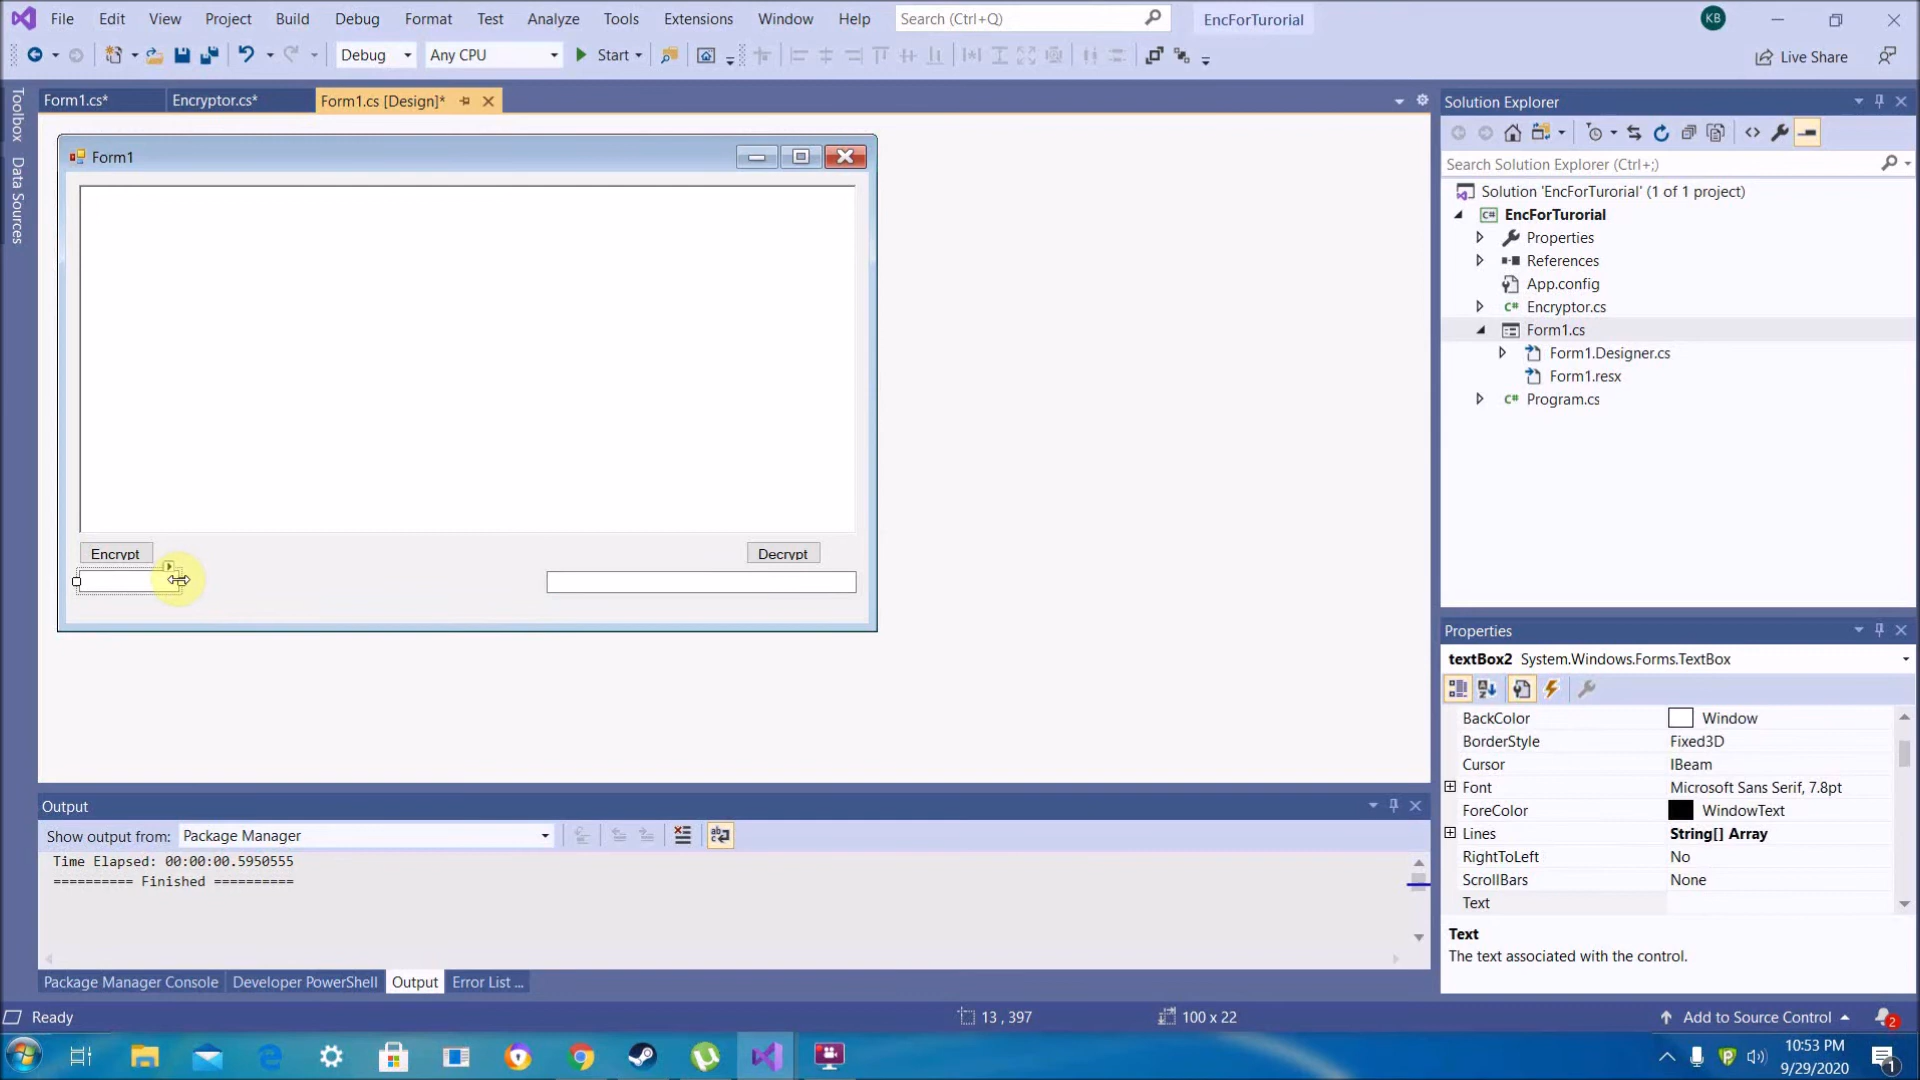 File Edit View Project Build Debug Format Test Analyze Tools Extensions Window Help Search (Ctrl+Q) EncForTurorial KB
Debug Any CPU Start Live Share
Toolbox
Data Sources
Form1.cs* Encryptor.cs* Form1.cs [Design]*
Form1
Encrypt Decrypt
Solution Explorer
Search Solution Explorer (Ctrl+;)
Solution 'EncForTurorial' (1 of 1 project)
C# EncForTurorial
Properties
References
App.config
C# Encryptor.cs
Form1.cs
Form1.Designer.cs
Form1.resx
C# Program.cs
Properties
textBox2 System.Windows.Forms.TextBox
BackColor Window
BorderStyle Fixed3D
Cursor IBeam
Font Microsoft Sans Serif, 7.8pt
ForeColor WindowText
Lines String[] Array
RightToLeft No
ScrollBars None
Text
Text
The text associated with the control.
Output
Show output from: Package Manager
Time Elapsed: 00:00:00.5950555
========== Finished ==========
Package Manager Console Developer PowerShell Output Error List ...
Ready 13 , 397 100 x 22 Add to Source Control 2
10:53 PM
9/29/2020
1